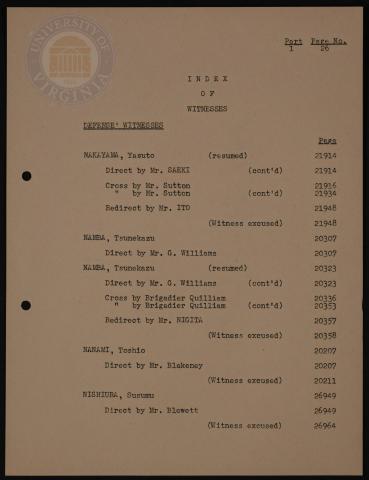 UNIVERSITY OF VIRGINIA
Part Page No.
1 26
INDEX
OF
WITNESSES
DEFENSE' WITNESSES
Page
NAKAYAMA, Yasuto (resumed) 21914
Direct by Mr. SAEKI (cont'd) 21914
Cross by Mr. Sutton 21916
" by Mr. Sutton (cont'd) 21934
Redirect by Mr. ITO 21948
(Witness excused) 21948
NAMBA, Tsunekazu 20307
Direct by Mr. G. Williams 20307
NAMBA, Tsunekazu (resumed) 20323
Direct by Mr. G. Williams (cont'd) 20323
Cross by Brigadier Quilliam 20336
" by Brigadier Quilliam (cont'd) 20353
Redirect by Mr. NIGITA 20357
(Witness excused) 20358
NANAMI, Toshio 20207
Direct by Mr. Blakeney 20207
(Witness excused) 20211
NISHIURA, Susumu 26949
Direct by Mr. Blewett 26949
(Witness excused) 26964